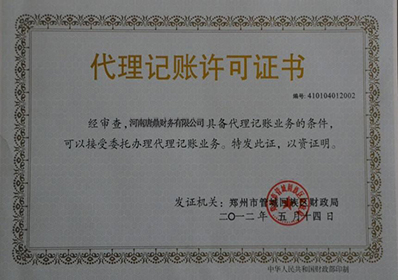 代理记账许可证书
编号: 410104012002
经审查，河南唐鼎财务有限公司具备代理记账业务的条件，
可以接受委托办理代理记账业务。特发此证，以资证明。
发证机关: 郑州市管城回族区财政局
二〇一二年 五月十四日
中华人民共和国财政部印制